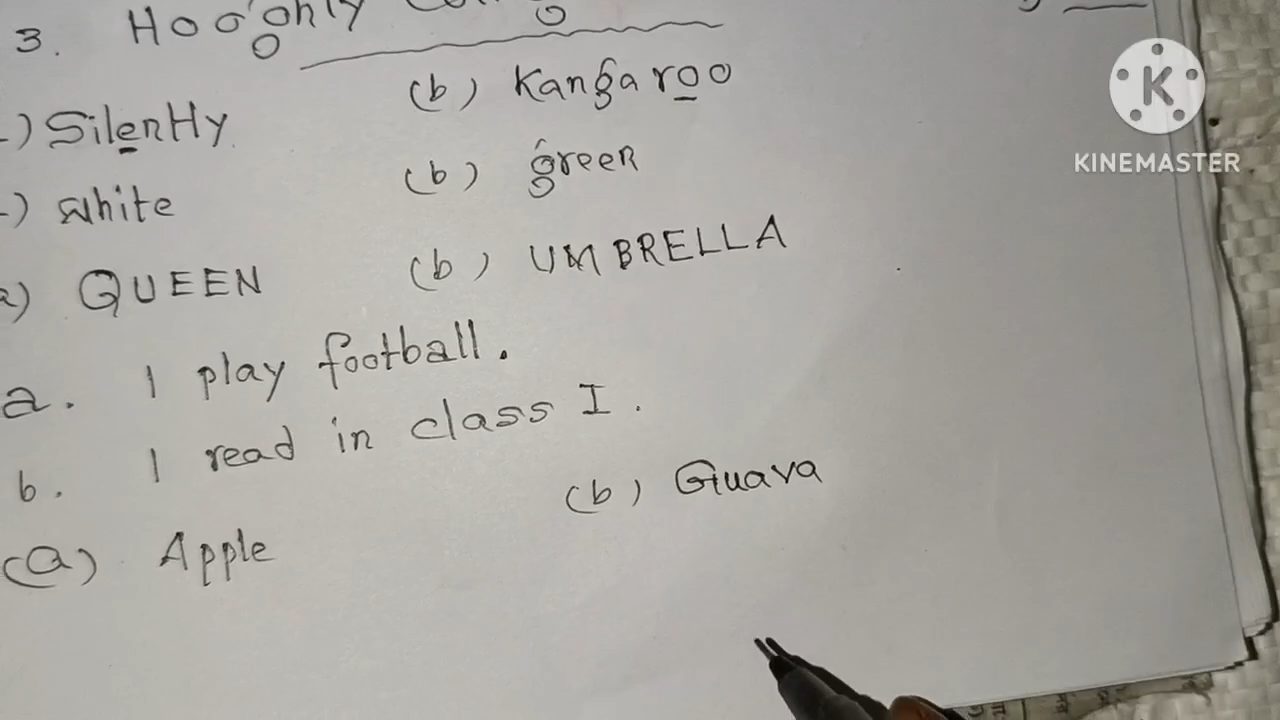 3. Hooghly
) Silently (b) Kangaroo
) White (b) green
a) QUEEN (b) UMBRELLA
a. I play football.
b. I read in class I.
(a) Apple (b) Guava
KINEMASTER